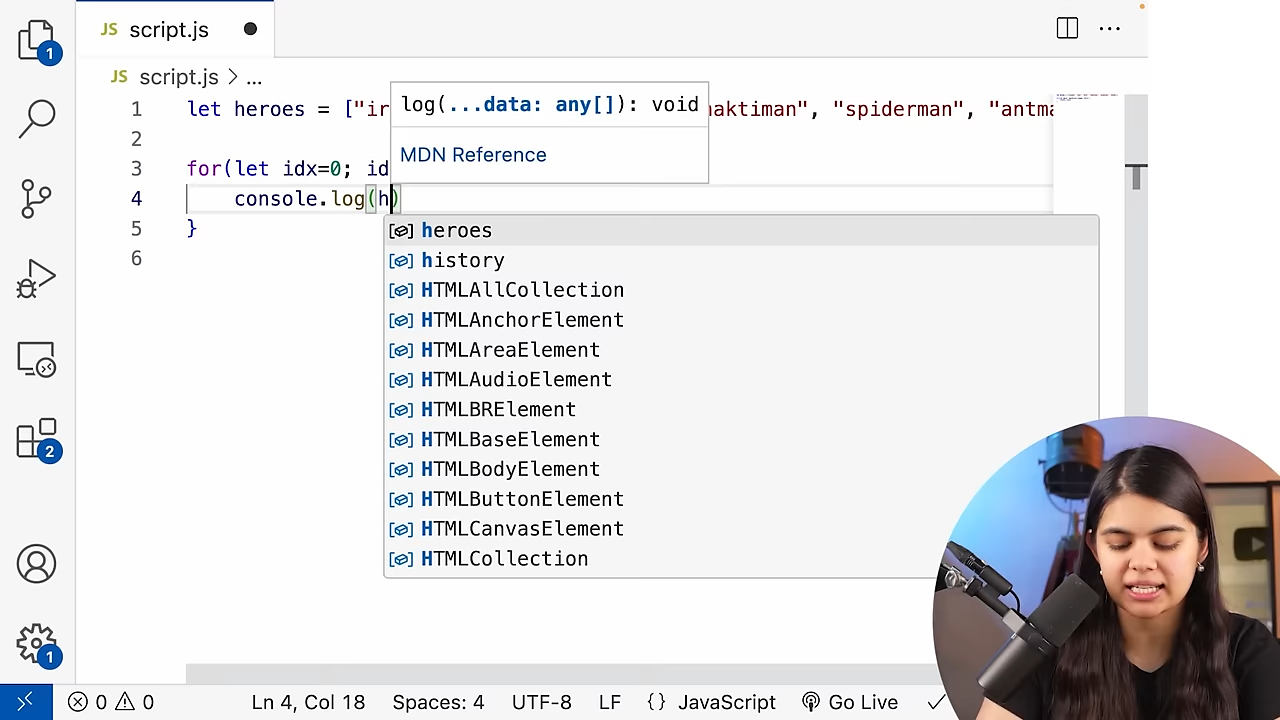 1
JS script.js
JS script.js > ...
log(...data: any[]): void
MDN Reference
1 let heroes = ["ir aktiman", "spiderman", "antma
2
3 for(let idx=0; id
4 console.log(h)
5 }
6
heroes
history
HTMLAllCollection
HTMLAnchorElement
HTMLAreaElement
HTMLAudioElement
HTMLBRElement
HTMLBaseElement
HTMLBodyElement
HTMLButtonElement
HTMLCanvasElement
HTMLCollection
2
1
0 0 Ln 4, Col 18 Spaces: 4 UTF-8 LF {} JavaScript Go Live